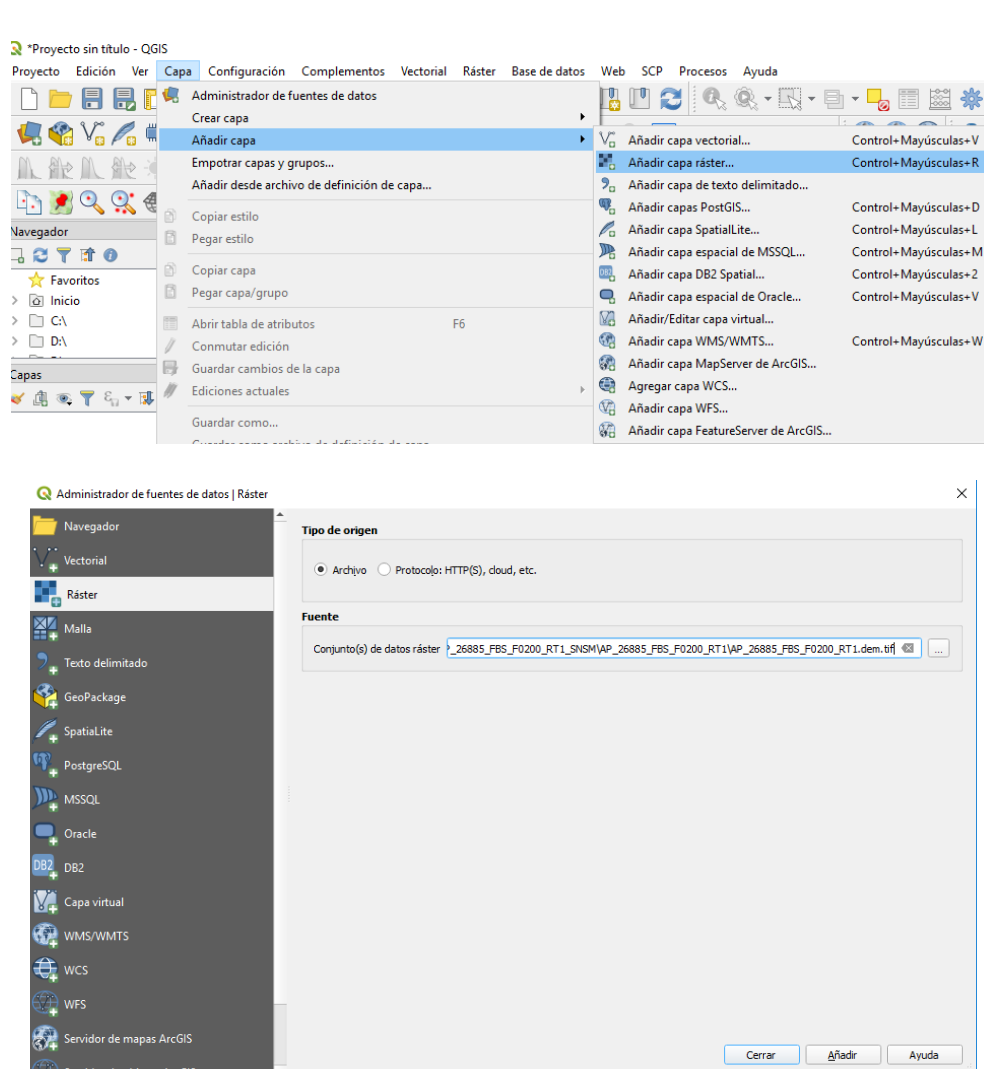 *Proyecto sin título - QGIS
Proyecto Edición Ver Capa Configuración Complementos Vectorial Ráster Base de datos Web SCP Procesos Ayuda
Administrador de fuentes de datos
Crear capa
Añadir capa
Empotrar capas y grupos...
Añadir desde archivo de definición de capa...
Copiar estilo
Pegar estilo
Copiar capa
Pegar capa/grupo
Abrir tabla de atributos F6
Conmutar edición
Guardar cambios de la capa
Ediciones actuales
Guardar como...
Guardar como archivo de definición de capa
Añadir capa vectorial... Control+Mayúsculas+V
Añadir capa ráster... Control+Mayúsculas+R
Añadir capa de texto delimitado...
Añadir capas PostGIS... Control+Mayúsculas+D
Añadir capa SpatiaLite... Control+Mayúsculas+L
Añadir capa espacial de MSSQL... Control+Mayúsculas+M
Añadir capa DB2 Spatial... Control+Mayúsculas+2
Añadir capa espacial de Oracle... Control+Mayúsculas+V
Añadir/Editar capa virtual...
Añadir capa WMS/WMTS... Control+Mayúsculas+W
Añadir capa MapServer de ArcGIS...
Agregar capa WCS...
Añadir capa WFS...
Añadir capa FeatureServer de ArcGIS...
Navegador
Favoritos
Inicio
C:\
D:\
Capas
Administrador de fuentes de datos | Ráster
Navegador
Vectorial
Ráster
Malla
Texto delimitado
GeoPackage
SpatiaLite
PostgreSQL
MSSQL
Oracle
DB2
DB2
Capa virtual
WMS/WMTS
WCS
WFS
Servidor de mapas ArcGIS
Tipo de origen
Archivo Protocolo: HTTP(S), cloud, etc.
Fuente
Conjunto(s) de datos ráster _26885_FBS_F0200_RT1_SNSM\AP_26885_FBS_F0200_RT1\AP_26885_FBS_F0200_RT1.dem.tif ...
Cerrar Añadir Ayuda